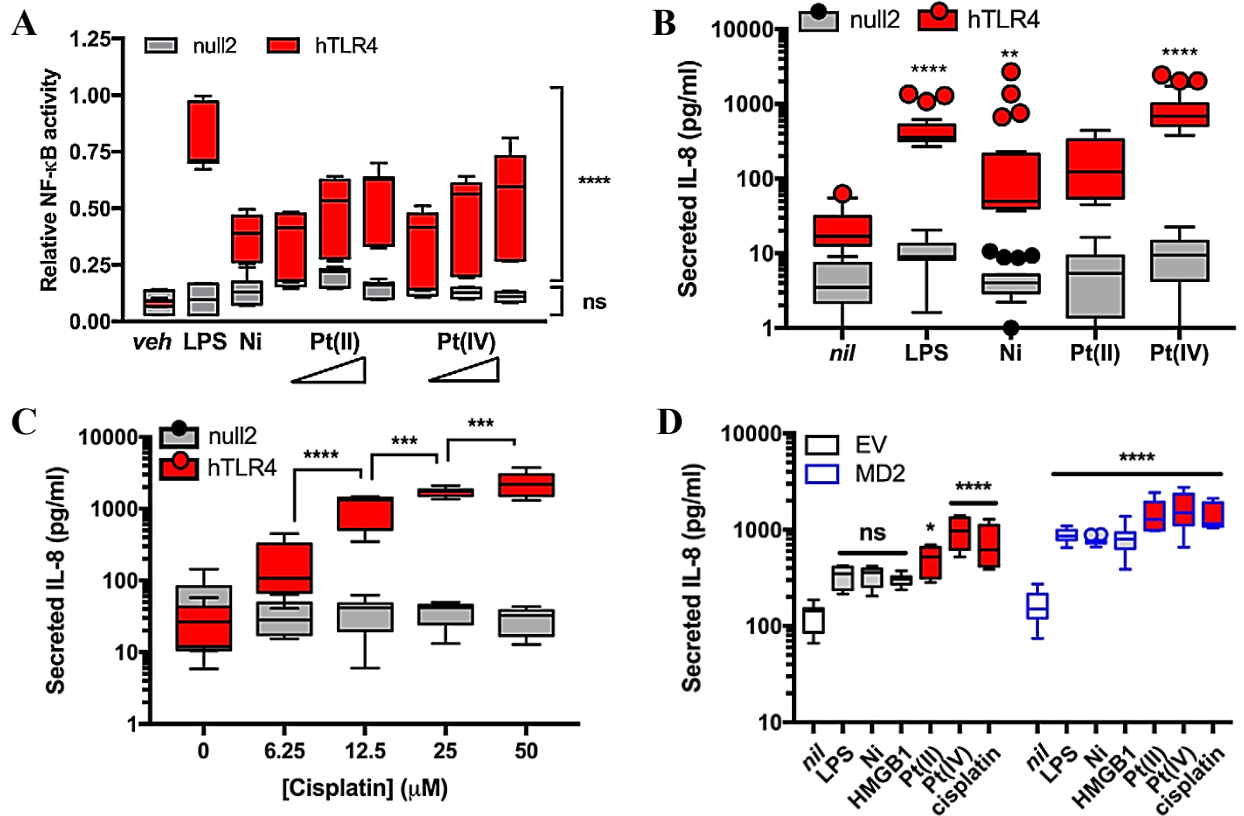 A
null2
hTLR4
Relative NF-κB activity
1.25
1.00
0.75
0.50
0.25
0.00
****
ns
veh LPS Ni Pt(II) Pt(IV)
B
null2
hTLR4
Secreted IL-8 (pg/ml)
10000
1000
100
10
1
****
**
****
nil LPS Ni Pt(II) Pt(IV)
C
null2
hTLR4
Secreted IL-8 (pg/ml)
10000
1000
100
10
1
****
***
***
0 6.25 12.5 25 50
[Cisplatin] (μM)
D
EV
MD2
Secreted IL-8 (pg/ml)
10000
1000
100
10
ns
*
****
****
nil LPS Ni HMGB1 Pt(II) Pt(IV) cisplatin nil LPS Ni HMGB1 Pt(II) Pt(IV) cisplatin